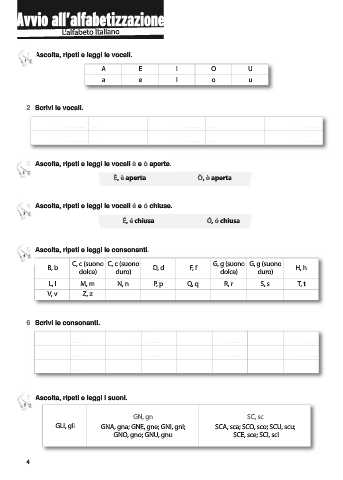 Avvio all'alfabetizzazione
L'alfabeto italiano
Ascolta, ripeti e leggi le vocali.
A E I O U
a e i o u
2 Scrivi le vocali.
Ascolta, ripeti e leggi le vocali è e ò aperte.
È, è aperta Ò, ò aperta
Ascolta, ripeti e leggi le vocali é e ó chiuse.
É, é chiusa Ó, ó chiusa
Ascolta, ripeti e leggi le consonanti.
B, b C, c (suono dolce) C, c (suono duro) D, d F, f G, g (suono dolce) G, g (suono duro) H, h
L, l M, m N, n P, p Q, q R, r S, s T, t
V, v Z, z
6 Scrivi le consonanti.
Ascolta, ripeti e leggi i suoni.
GN, gn SC, sc
GLI, gli GNA, gna; GNE, gne; GNI, gni; SCA, sca; SCO, sco; SCU, scu;
GNO, gno; GNU, gnu SCE, sce; SCI, sci
4